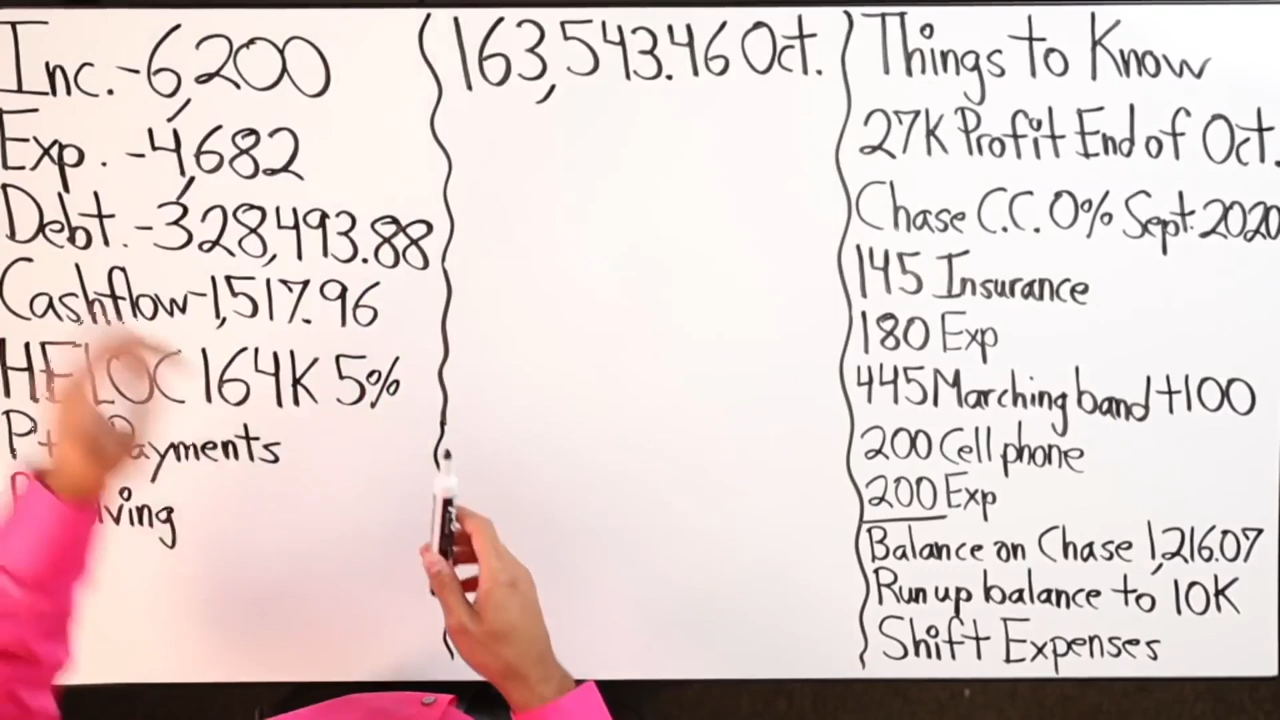 Inc.-6,200
Exp.-4,682
Debt.-328,493.88
Cashflow-1,517.96
HELOC 164K 5%
Payments
163,543.46 Oct.
Things to Know
27K Profit End of Oct.
Chase C.C. 0% Sept. 2020
145 Insurance
180 Exp
445 Marching band +100
200 Cell phone
200 Exp
Balance on Chase 1,216.07
Run up balance to 10K
Shift Expenses